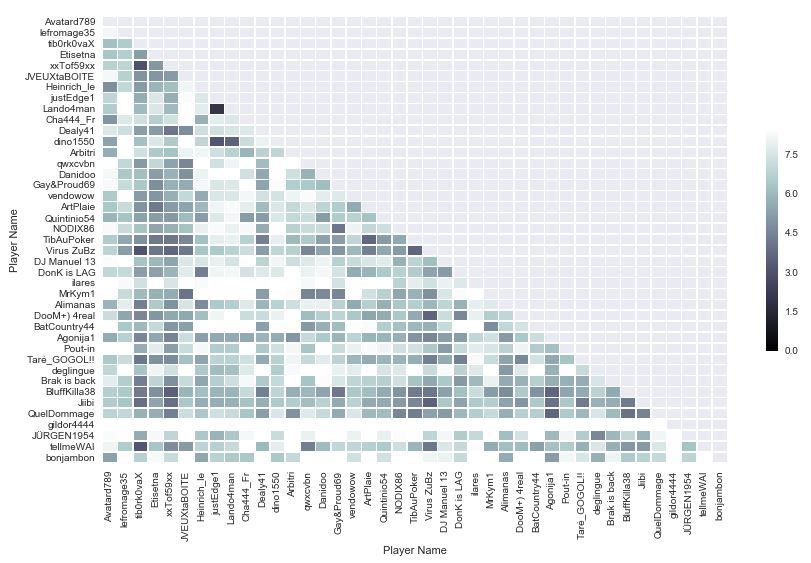 Avatard789
lefromage35
tib0rk0vaX
Etisetna
xxTof59xx
JVEUXtaBOITE
Heinrich_le
justEdge1
Lando4man
Cha444_Fr
Dealy41
dino1550
Arbitri
qwxcvbn
Danidoo
Gay&Proud69
vendowow
ArtPlaie
Quintinio54
NODIX86
TibAuPoker
Virus ZuBz
DJ Manuel 13
DonK is LAG
ilares
MrKym1
Alimanas
DooM+) 4real
BatCountry44
Agonija1
Pout-in
Taré_GOGOL!!
deglingue
Brak is back
BluffKilla38
Jiibi
QuelDommage
gildor4444
JÜRGEN1954
tellmeWAI
bonjambon
Player Name
7.5
6.0
4.5
3.0
1.5
0.0
Avatard789
lefromage35
tib0rk0vaX
Etisetna
xxTof59xx
JVEUXtaBOITE
Heinrich_le
justEdge1
Lando4man
Cha444_Fr
Dealy41
dino1550
Arbitri
qwxcvbn
Danidoo
Gay&Proud69
vendowow
ArtPlaie
Quintinio54
NODIX86
TibAuPoker
Virus ZuBz
DJ Manuel 13
DonK is LAG
ilares
MrKym1
Alimanas
DooM+) 4real
BatCountry44
Agonija1
Pout-in
Taré_GOGOL!!
deglingue
Brak is back
BluffKilla38
Jiibi
QuelDommage
gildor4444
JÜRGEN1954
tellmeWAI
bonjambon
Player Name